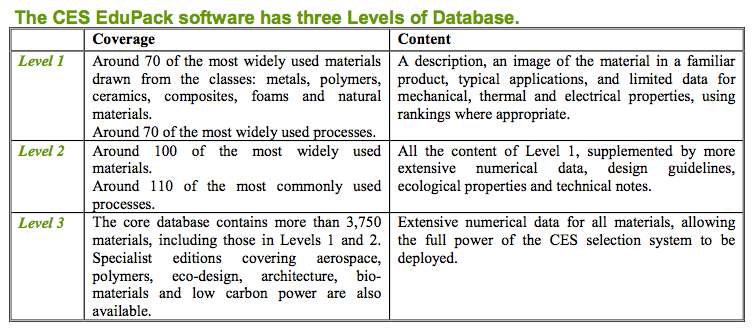 The CES EduPack software has three Levels of Database.
Coverage
Content
Level 1
Around 70 of the most widely used materials
drawn from the classes: metals, polymers,
ceramics, composites, foams and natural
materials.
Around 70 of the most widely used processes.
A description, an image of the material in a familiar
product, typical applications, and limited data for
mechanical, thermal and electrical properties, using
rankings where appropriate.
Level 2
Around 100 of the most widely used
materials.
Around 110 of the most commonly used
processes.
All the content of Level 1, supplemented by more
extensive numerical data, design guidelines,
ecological properties and technical notes.
Level 3
The core database contains more than 3,750
materials, including those in Levels 1 and 2.
Specialist editions covering aerospace,
polymers, eco-design, architecture, bio-
materials and low carbon power are also
available.
Extensive numerical data for all materials, allowing
the full power of the CES selection system to be
deployed.